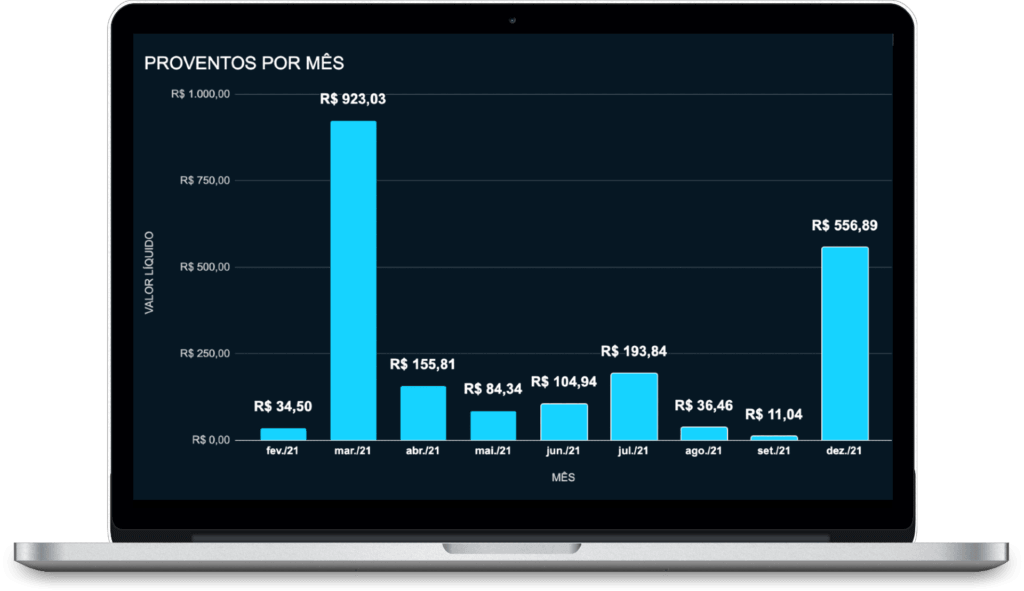 PROVENTOS POR MÊS
R$ 1.000,00
R$ 923,03
R$ 750,00
R$ 556,89
VALOR LÍQUIDO
R$ 500,00
R$ 250,00
R$ 193,84
R$ 155,81
R$ 104,94
R$ 84,34
R$ 34,50
R$ 36,46
R$ 11,04
R$ 0,00
fev./21 mar./21 abr./21 mai./21 jun./21 jul./21 ago./21 set./21 dez./21
MÊS